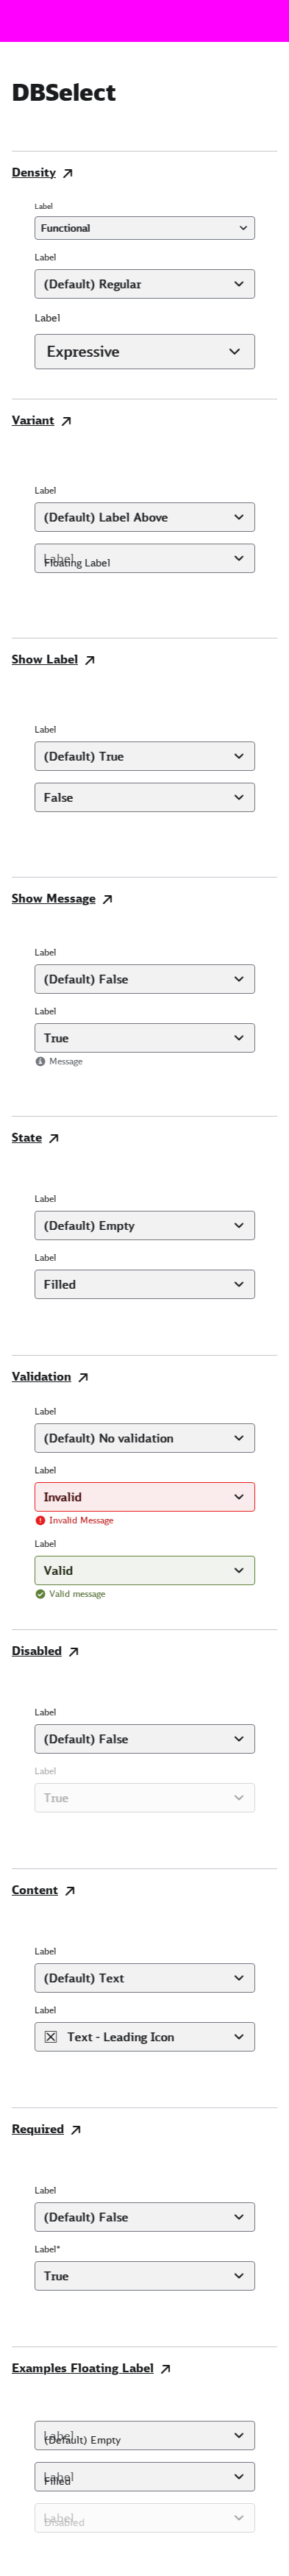 DBSelect
Density
Label
Functional
Label
(Default) Regular
Label
Expressive
Variant
Label
(Default) Label Above
Label
Floating Label
Show Label
Label
(Default) True
False
Show Message
Label
(Default) False
Label
True
Message
State
Label
(Default) Empty
Label
Filled
Validation
Label
(Default) No validation
Label
Invalid
Invalid Message
Label
Valid
Valid message
Disabled
Label
(Default) False
Label
True
Content
Label
(Default) Text
Label
Text - Leading Icon
Required
Label
(Default) False
Label*
True
Examples Floating Label
Label
(Default) Empty
Label
Filled
Label
Disabled